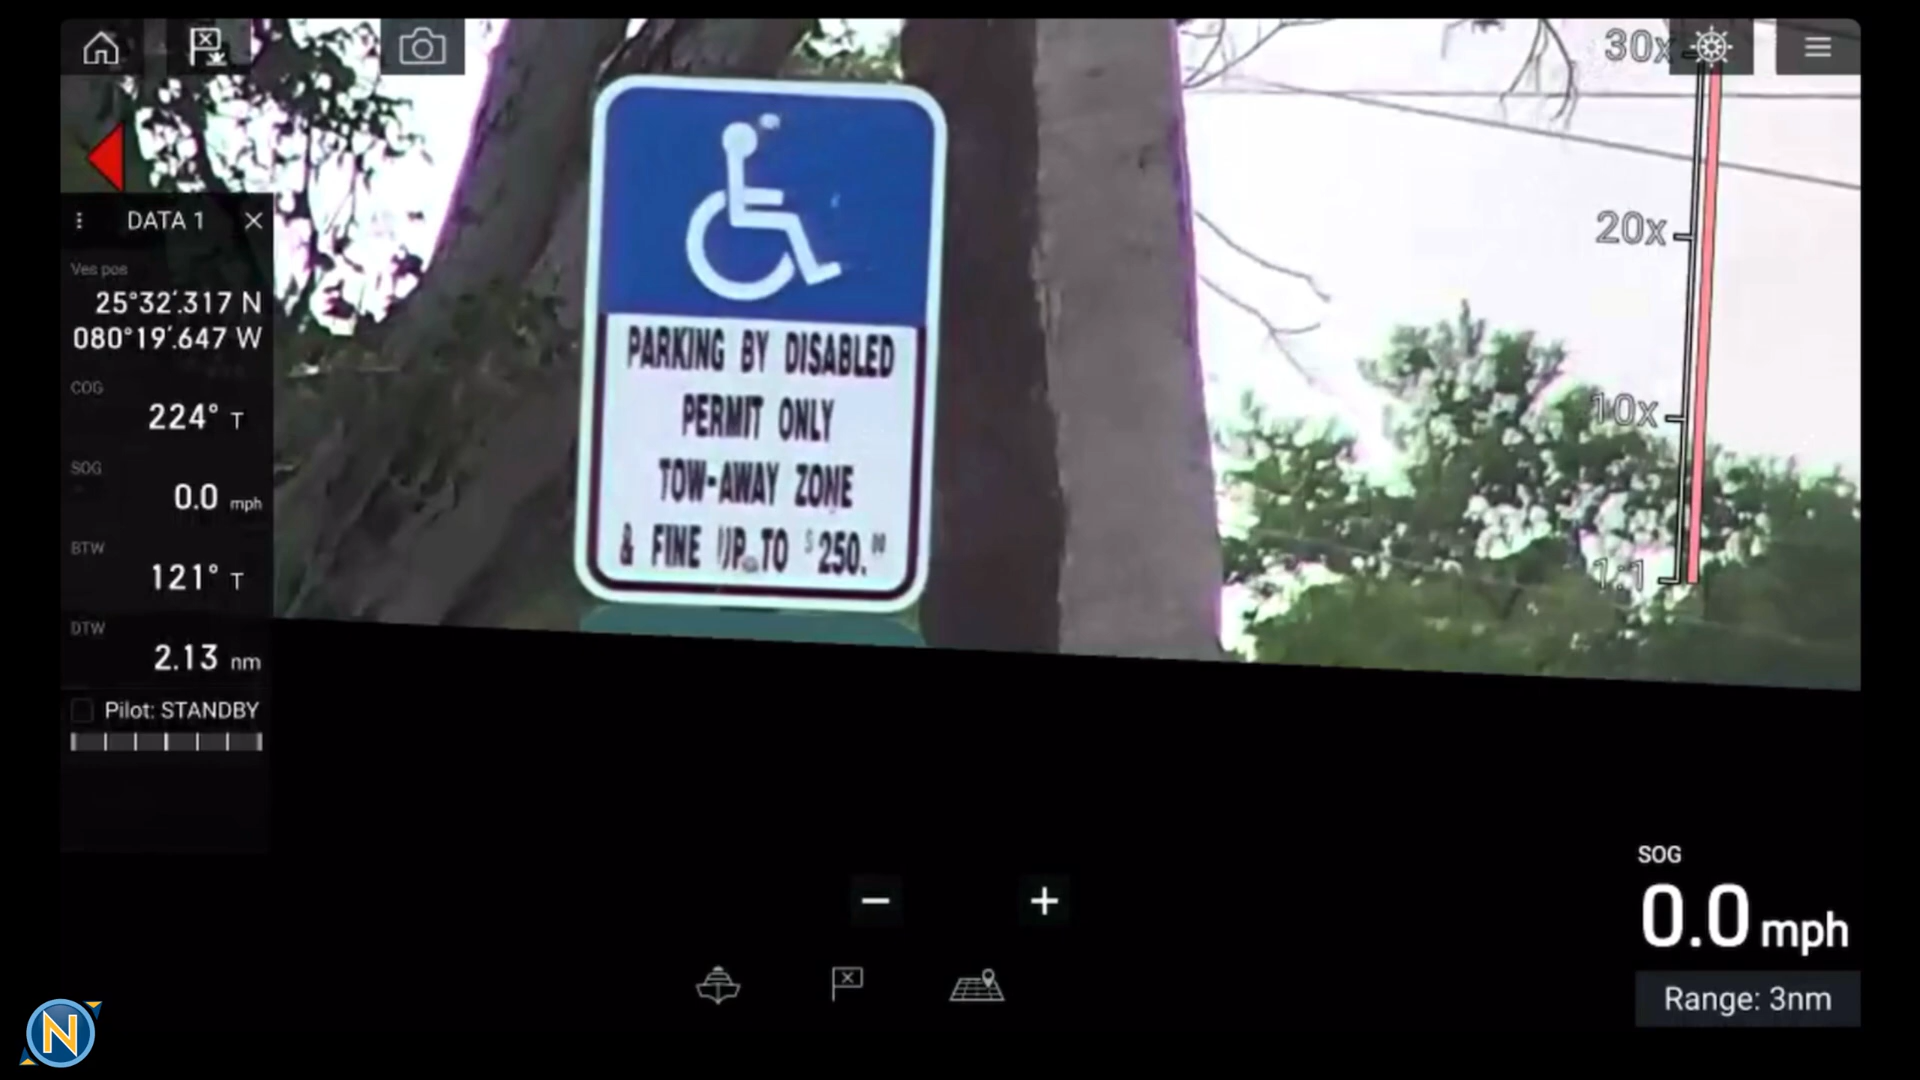 30x
20x
10x
1:1
DATA 1
Ves pos
25°32'.317 N
080°19'.647 W
COG
224° T
SOG
0.0 mph
BTW
121° T
DTW
2.13 nm
Pilot: STANDBY
PARKING BY DISABLED
PERMIT ONLY
TOW-AWAY ZONE
& FINE UP TO $250.00
SOG
0.0 mph
Range: 3nm
N